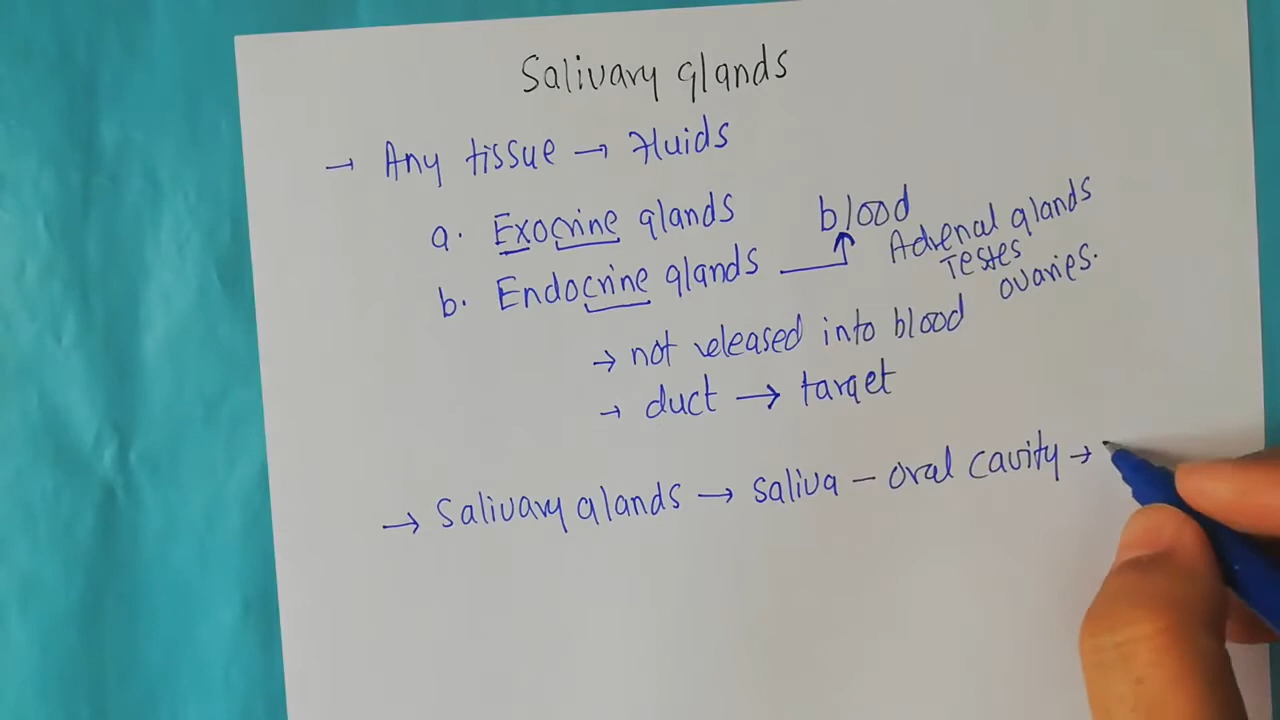 Salivary glands
→ Any tissue → Fluids
a. Exocrine glands
b. Endocrine glands → blood
Adrenal glands
Testes
ovaries.
→ not released into blood
→ duct → target
→ Salivary glands → saliva - oral cavity →